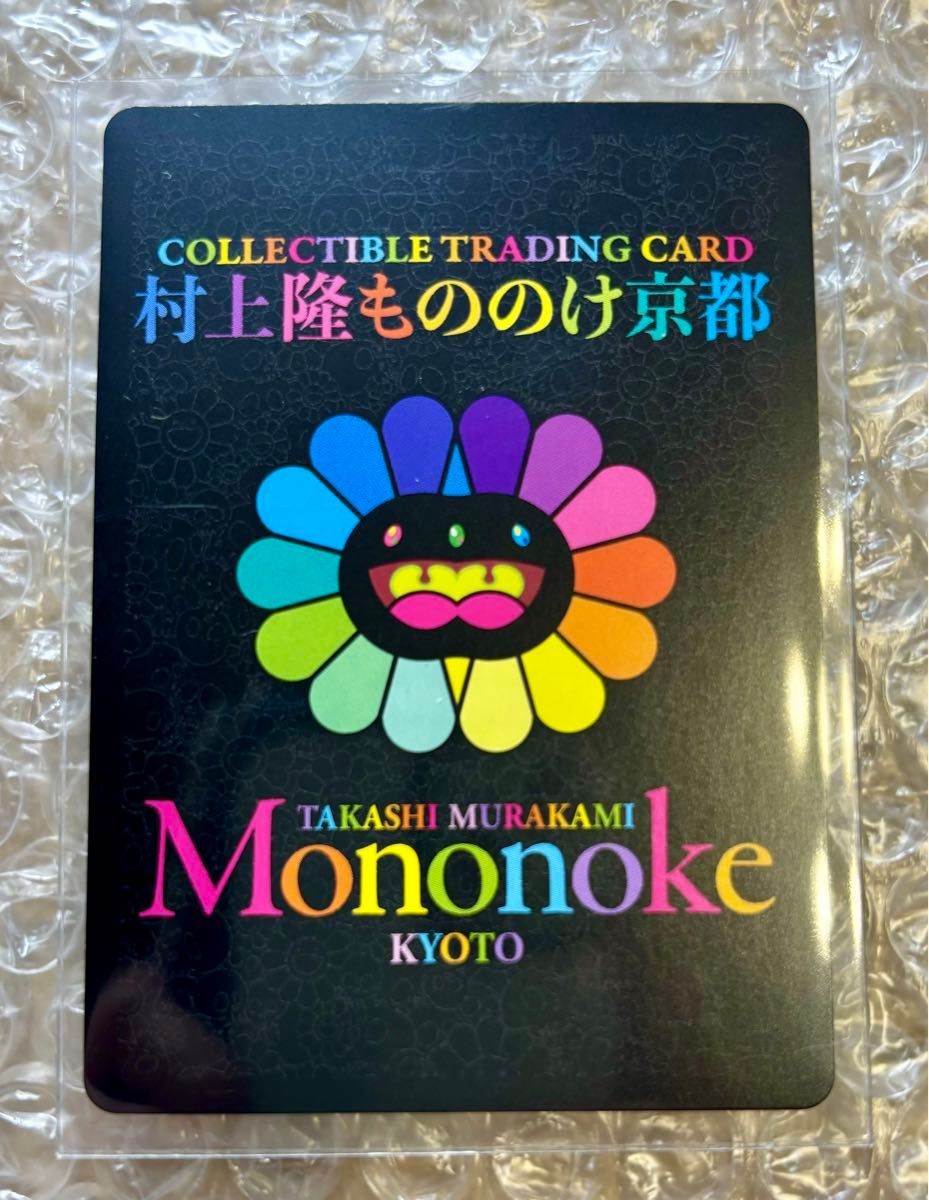 COLLECTIBLE TRADING CARD
村上隆もののけ京都
TAKASHI MURAKAMI
Mononoke
KYOTO